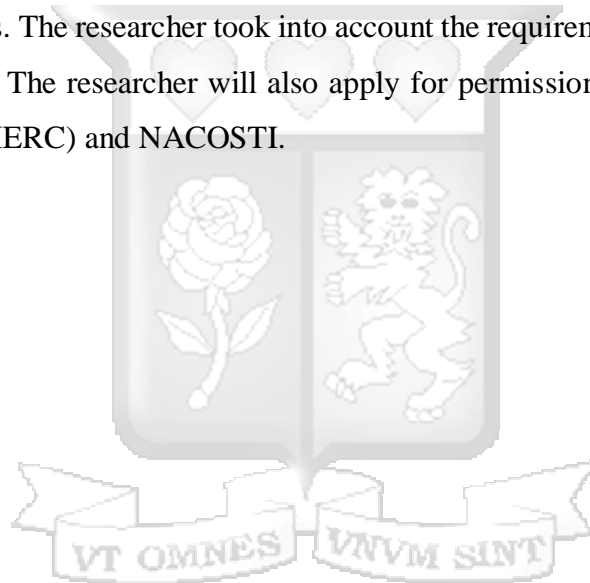 s. The researcher took into account the requiren
The researcher will also apply for permission
IERC) and NACOSTI.
VT OMNES VNVM SINT